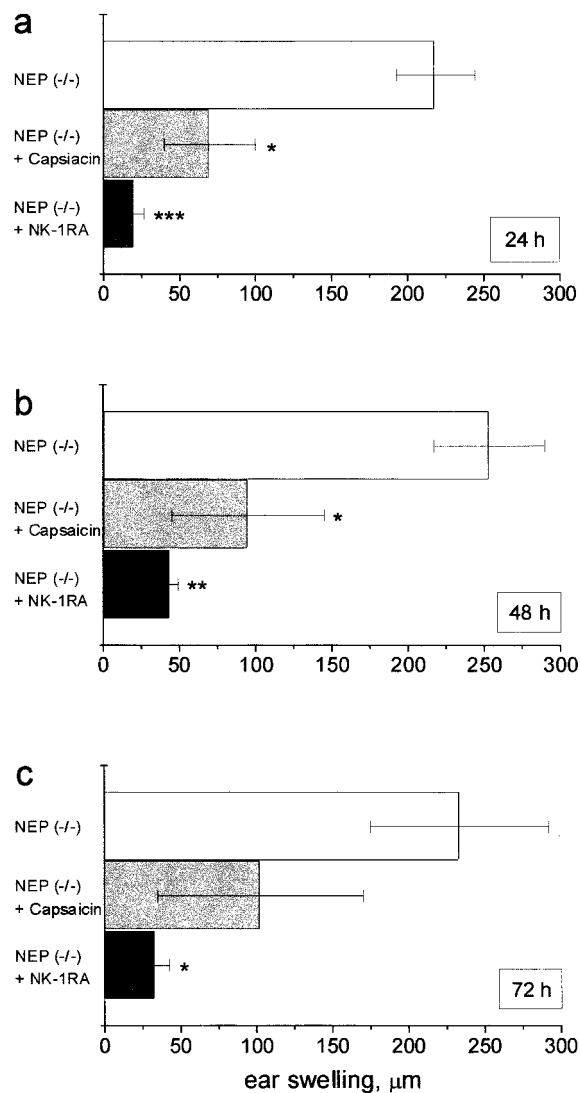 a
NEP (-/-)
NEP (-/-)
+ Capsiacin
*
NEP (-/-)
+ NK-1RA
***
24 h
0 50 100 150 200 250 300
b
NEP (-/-)
NEP (-/-)
+ Capsaicin
*
NEP (-/-)
+ NK-1RA
**
48 h
0 50 100 150 200 250 300
c
NEP (-/-)
NEP (-/-)
+ Capsaicin
NEP (-/-)
+ NK-1RA
*
72 h
0 50 100 150 200 250 300
ear swelling, μm